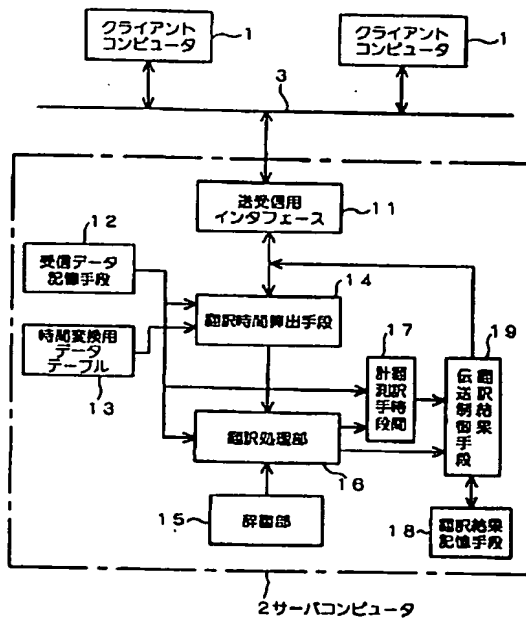 クライアント
コンピュータ
1
クライアント
コンピュータ
1
3
送受信用
インタフェース
11
12
受信データ
記憶手段
14
翻訳時間算出手段
時間変換用
データ
テーブル
13
17
翻訳時間
計測手段
19
翻訳結果
伝送制御手段
翻訳処理部
16
15
辞書部
18
翻訳結果
記憶手段
2サーバコンピュータ